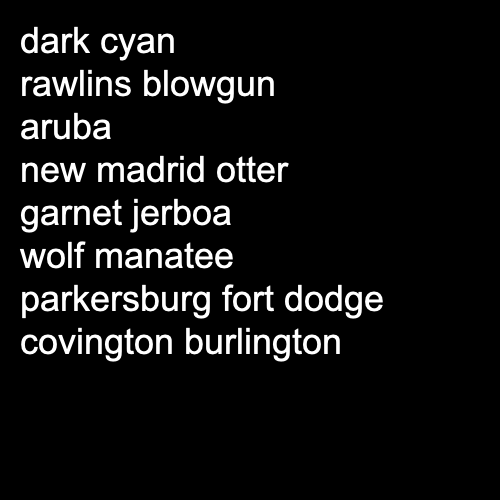 dark cyan
rawlins blowgun
aruba
new madrid otter
garnet jerboa
wolf manatee
parkersburg fort dodge
covington burlington